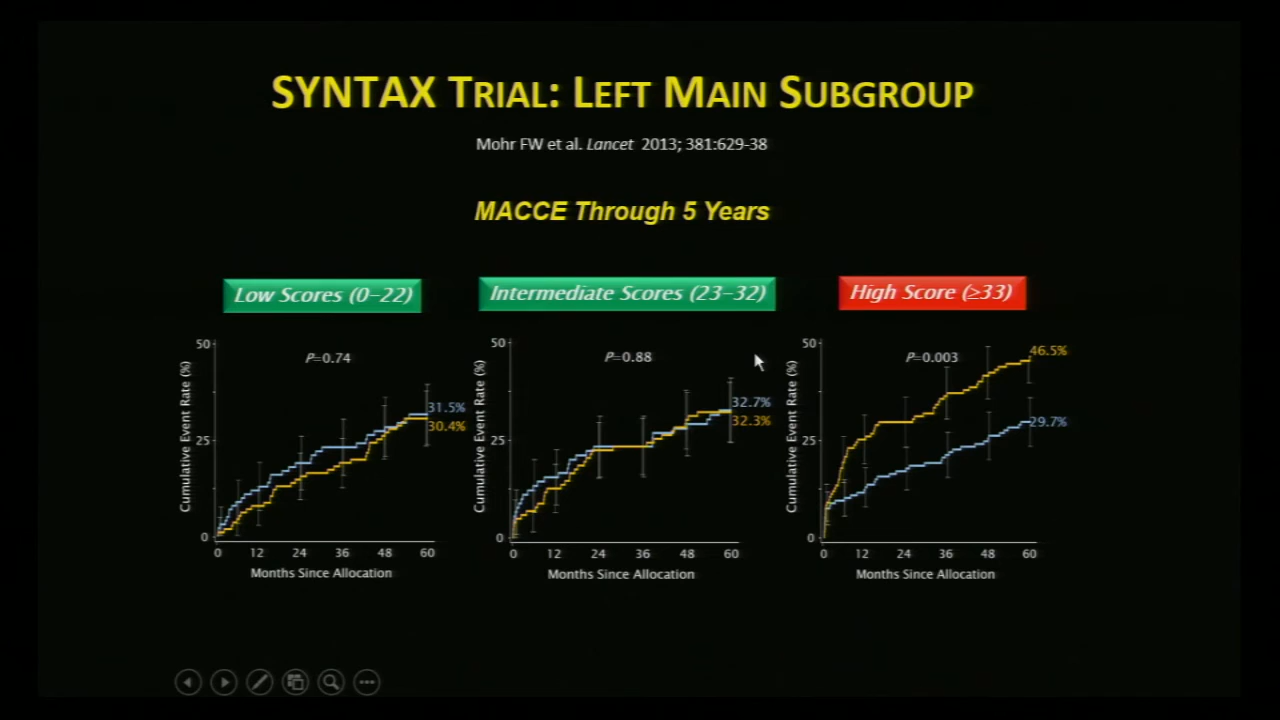 SYNTAX TRIAL: LEFT MAIN SUBGROUP
Mohr FW et al. Lancet 2013; 381:629-38
MACCE Through 5 Years
Low Scores (0–22)
Intermediate Scores (23–32)
High Score (≥33)
Cumulative Event Rate (%)
50
25
0
P=0.74
31.5%
30.4%
0 12 24 36 48 60
Months Since Allocation
Cumulative Event Rate (%)
50
25
0
P=0.88
32.7%
32.3%
0 12 24 36 48 60
Months Since Allocation
Cumulative Event Rate (%)
50
25
0
P=0.003
46.5%
29.7%
0 12 24 36 48 60
Months Since Allocation